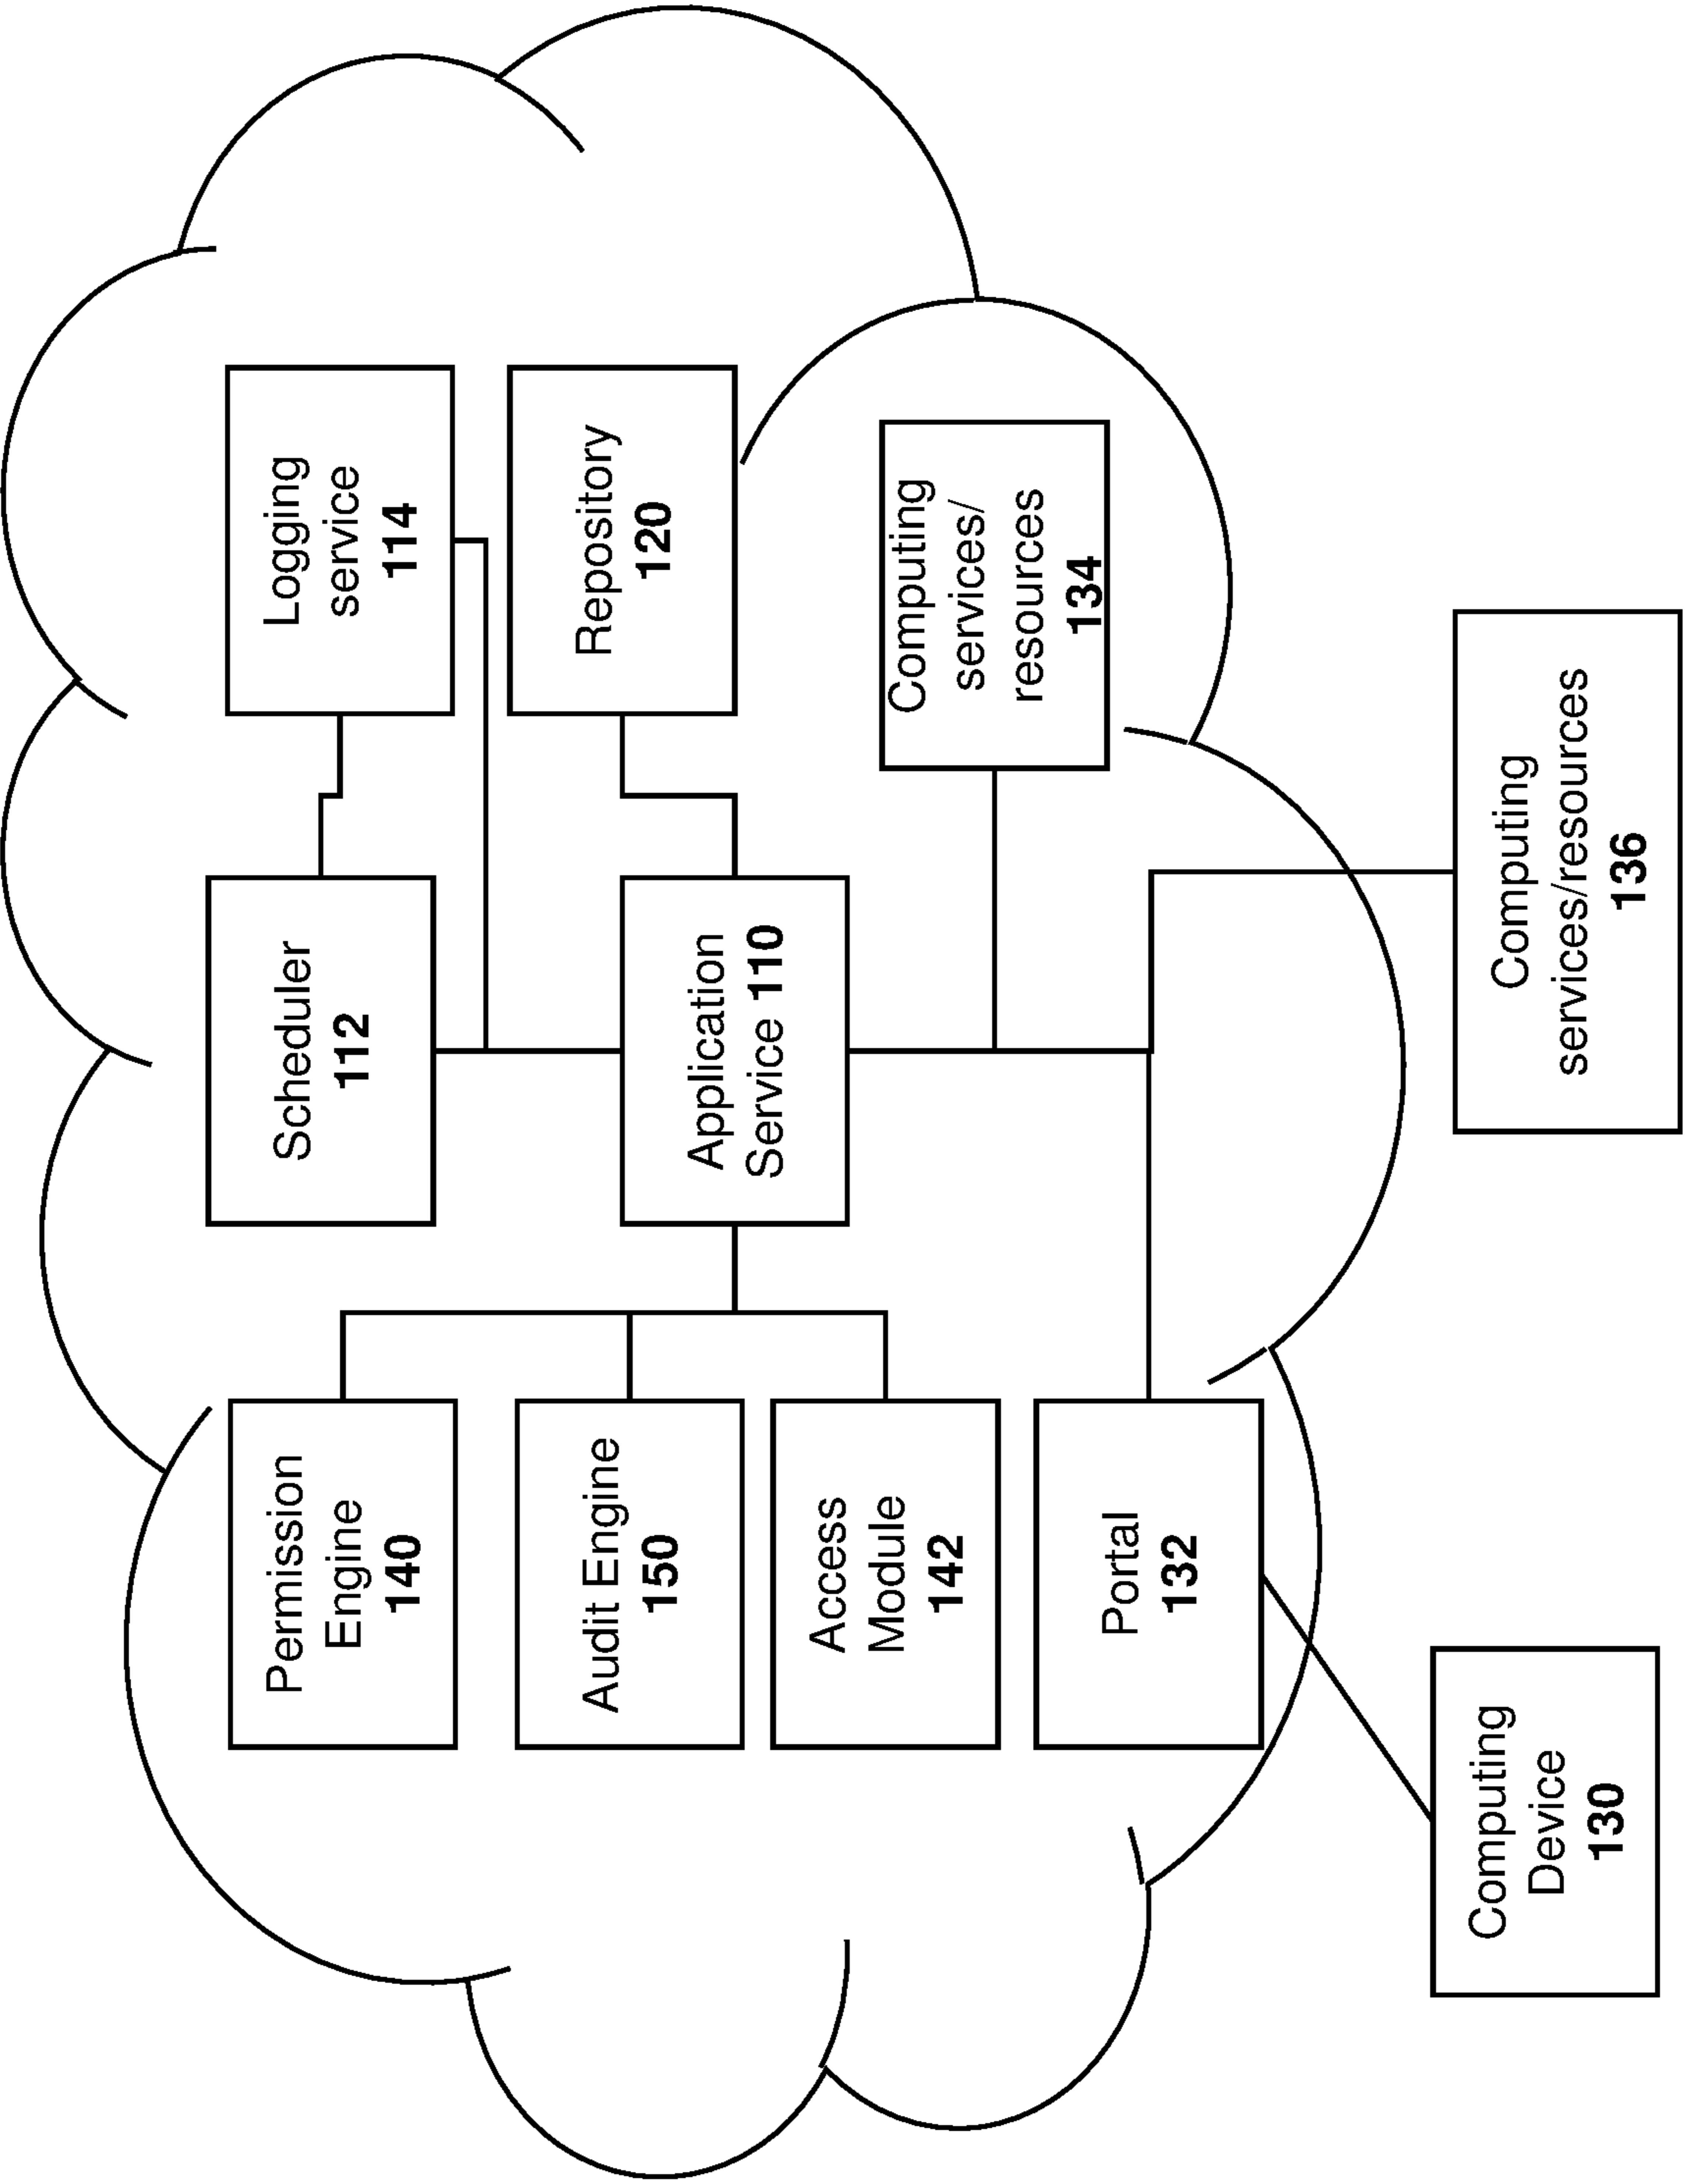 Permission
Engine
140
Scheduler
112
Logging
service
114
Audit Engine
150
Application
Service 110
Repository
120
Access
Module
142
Computing
services/
resources
134
Portal
132
Computing
Device
130
Computing
services/resources
136